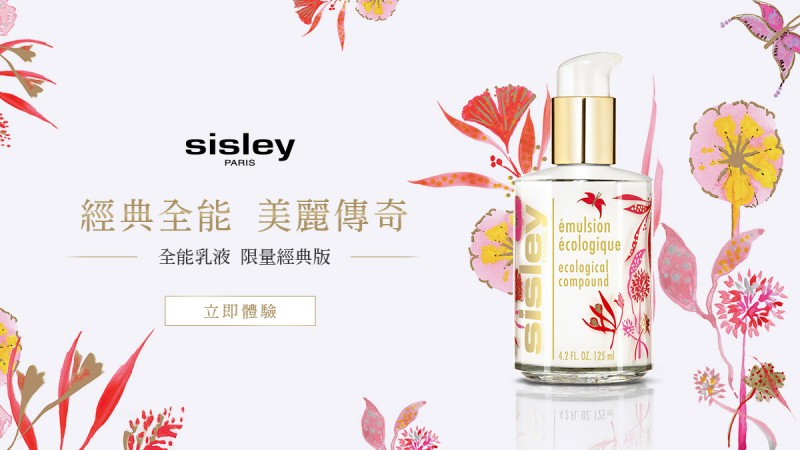 sisley
PARIS
經典全能 美麗傳奇
全能乳液 限量經典版
立即體驗
sisley
émulsion
écologique
ecological
compound
4.2 FL. OZ. 125 ml